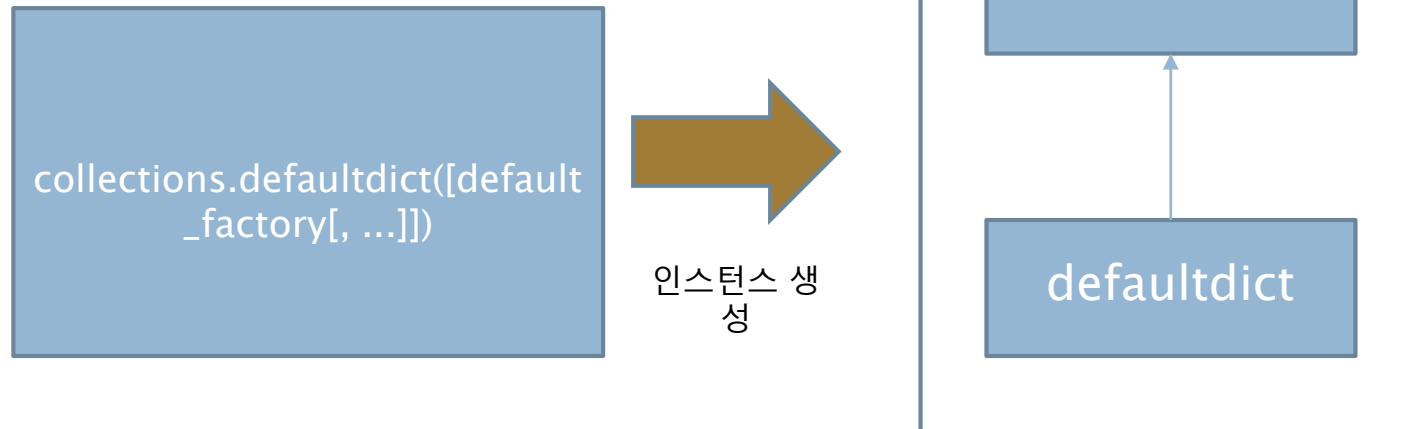 collections.defaultdict([default
_factory[, ...]])
인스턴스 생
성
defaultdict